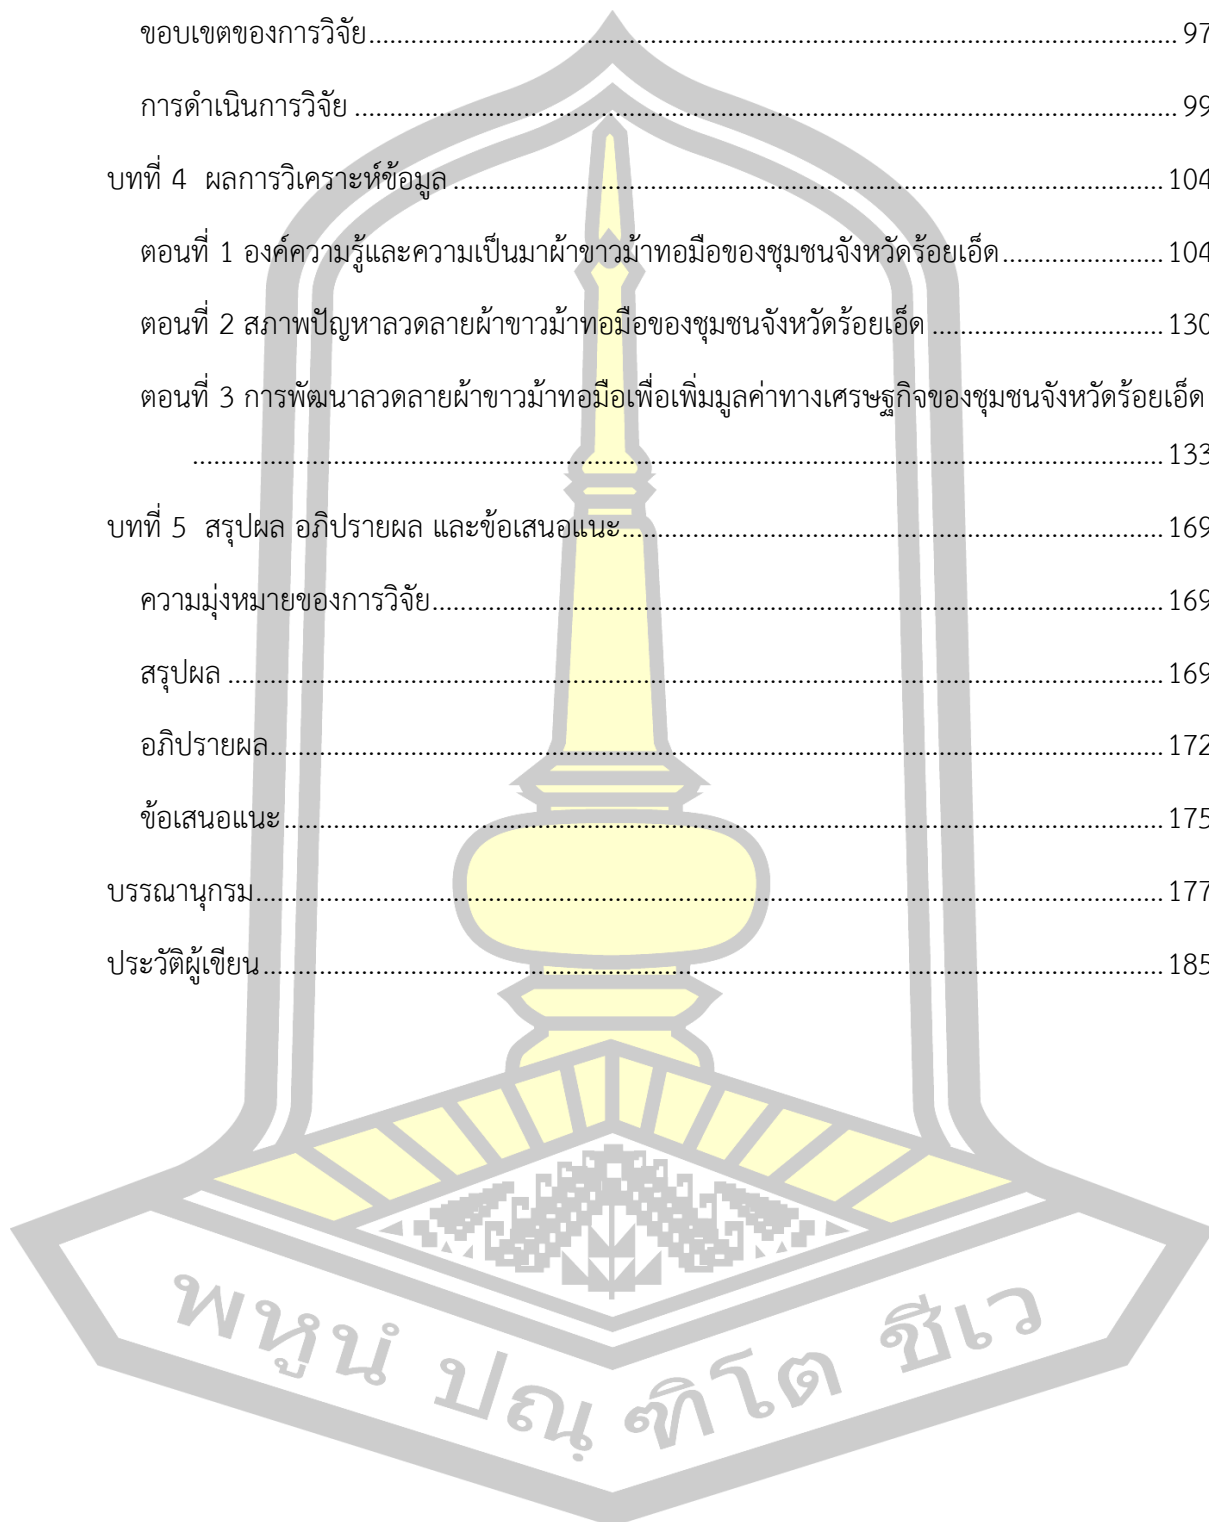 ขอบเขตของการวิจัย.......................................................................................................... 97
การดำเนินการวิจัย .......................................................................................................... 99
บทที่ 4 ผลการวิเคราะห์ข้อมูล ............................................................................................. 104
ตอนที่ 1 องค์ความรู้และความเป็นมาผ้าขาวม้าทอมือของชุมชนจังหวัดร้อยเอ็ด..................... 104
ตอนที่ 2 สภาพปัญหาลวดลายผ้าขาวม้าทอมือของชุมชนจังหวัดร้อยเอ็ด .............................. 130
ตอนที่ 3 การพัฒนาลวดลายผ้าขาวม้าทอมือเพื่อเพิ่มมูลค่าทางเศรษฐกิจของชุมชนจังหวัดร้อยเอ็ด
................................................................................................................................ 133
บทที่ 5 สรุปผล อภิปรายผล และข้อเสนอแนะ....................................................................... 169
ความมุ่งหมายของการวิจัย................................................................................................ 169
สรุปผล ........................................................................................................................... 169
อภิปรายผล...................................................................................................................... 172
ข้อเสนอแนะ.................................................................................................................... 175
บรรณานุกรม....................................................................................................................... 177
ประวัติผู้เขียน...................................................................................................................... 185
พหูนํ ปณฺฑิโต ชีเว